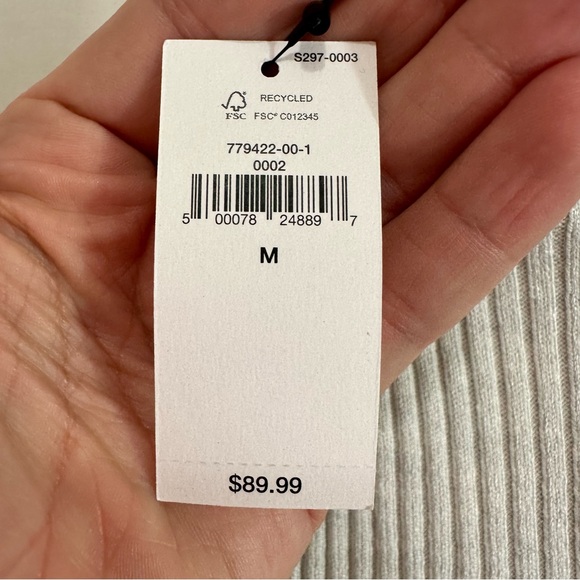 S297-0003
RECYCLED
FSC FSC® C012345
779422-00-1
0002
5 00078 24889 7
M
$89.99